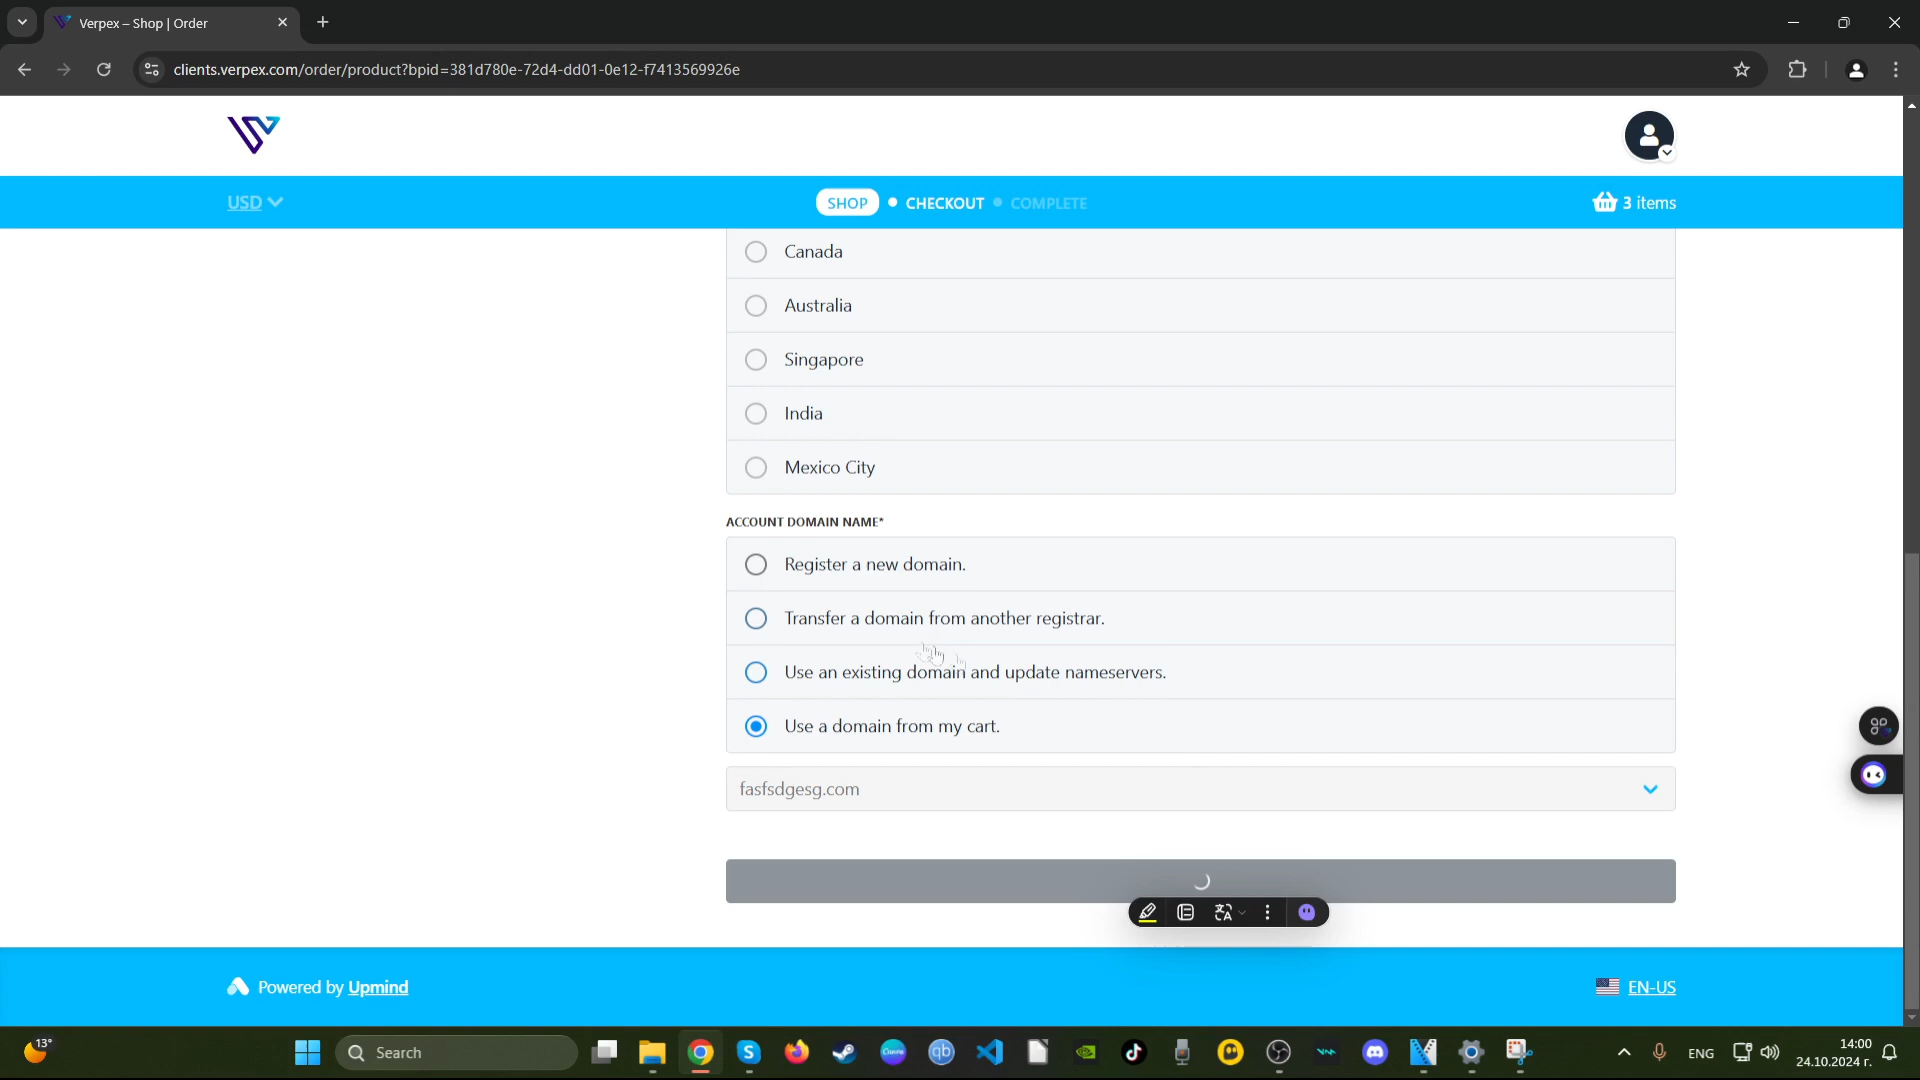 Verpex – Shop | Order
clients.verpex.com/order/product?bpid=381d780e-72d4-dd01-0e12-f7413569926e
USD
SHOP CHECKOUT COMPLETE
3 items
Canada
Australia
Singapore
India
Mexico City
ACCOUNT DOMAIN NAME*
Register a new domain.
Transfer a domain from another registrar.
Use an existing domain and update nameservers.
Use a domain from my cart.
fasfsdgesg.com
Powered by Upmind
EN-US
13°
Search
Canva
qb
ENG
14:00
24.10.2024 г.